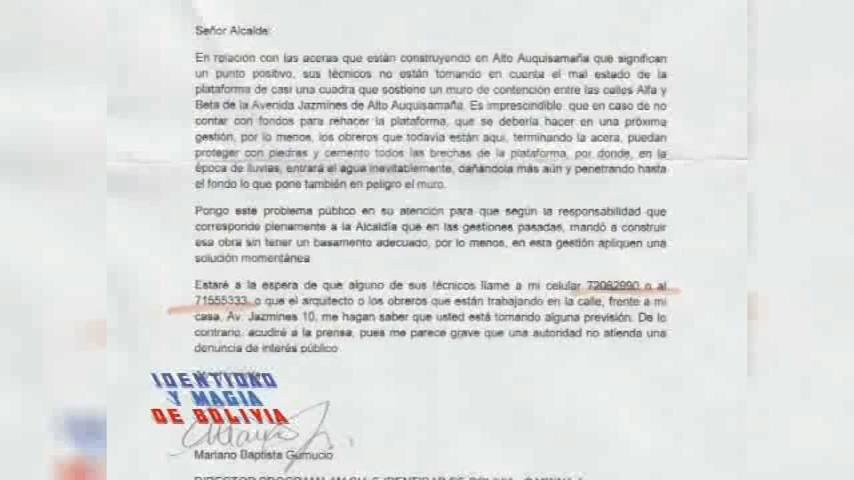 Señor Alcalde:
En relación con las aceras que están construyendo en Alto Auquisamaña que significan
un punto positivo, sus técnicos no están tomando en cuenta el mal estado de la
plataforma de casi una cuadra que sostiene un muro de contención entre las calles Alfa y
Beta de la Avenida Jazmines de Alto Auquisamaña. Es imprescindible que en caso de no
contar con fondos para rehacer la plataforma, que se debería hacer en una próxima
gestión, por lo menos, los obreros que todavía están aquí, terminando la acera, puedan
proteger con piedras y cemento todos las brechas de la plataforma, por donde, en la
época de lluvias, entrará el agua inevitablemente, dañándola más aún y penetrando hasta
el fondo lo que pone también en peligro el muro.
Pongo este problema público en su atención para que según la responsabilidad que
corresponde plenamente a la Alcaldía que en las gestiones pasadas, mandó a construir
esa obra sin tener un basamento adecuado, por lo menos, en esta gestión apliquen una
solución momentánea
Estaré a la espera de que alguno de sus técnicos llame a mi celular 72062990 o al
71555333, o que el arquitecto o los obreros que están trabajando en la calle, frente a mi
casa, Av. Jazmines 10, me hagan saber que usted está tomando alguna previsión. De lo
contrario, acudiré a la prensa, pues me parece grave que una autoridad no atienda una
denuncia de interés público
IDENTIDAD
Y MAGIA
DE BOLIVIA
Mariano Baptista Gumucio